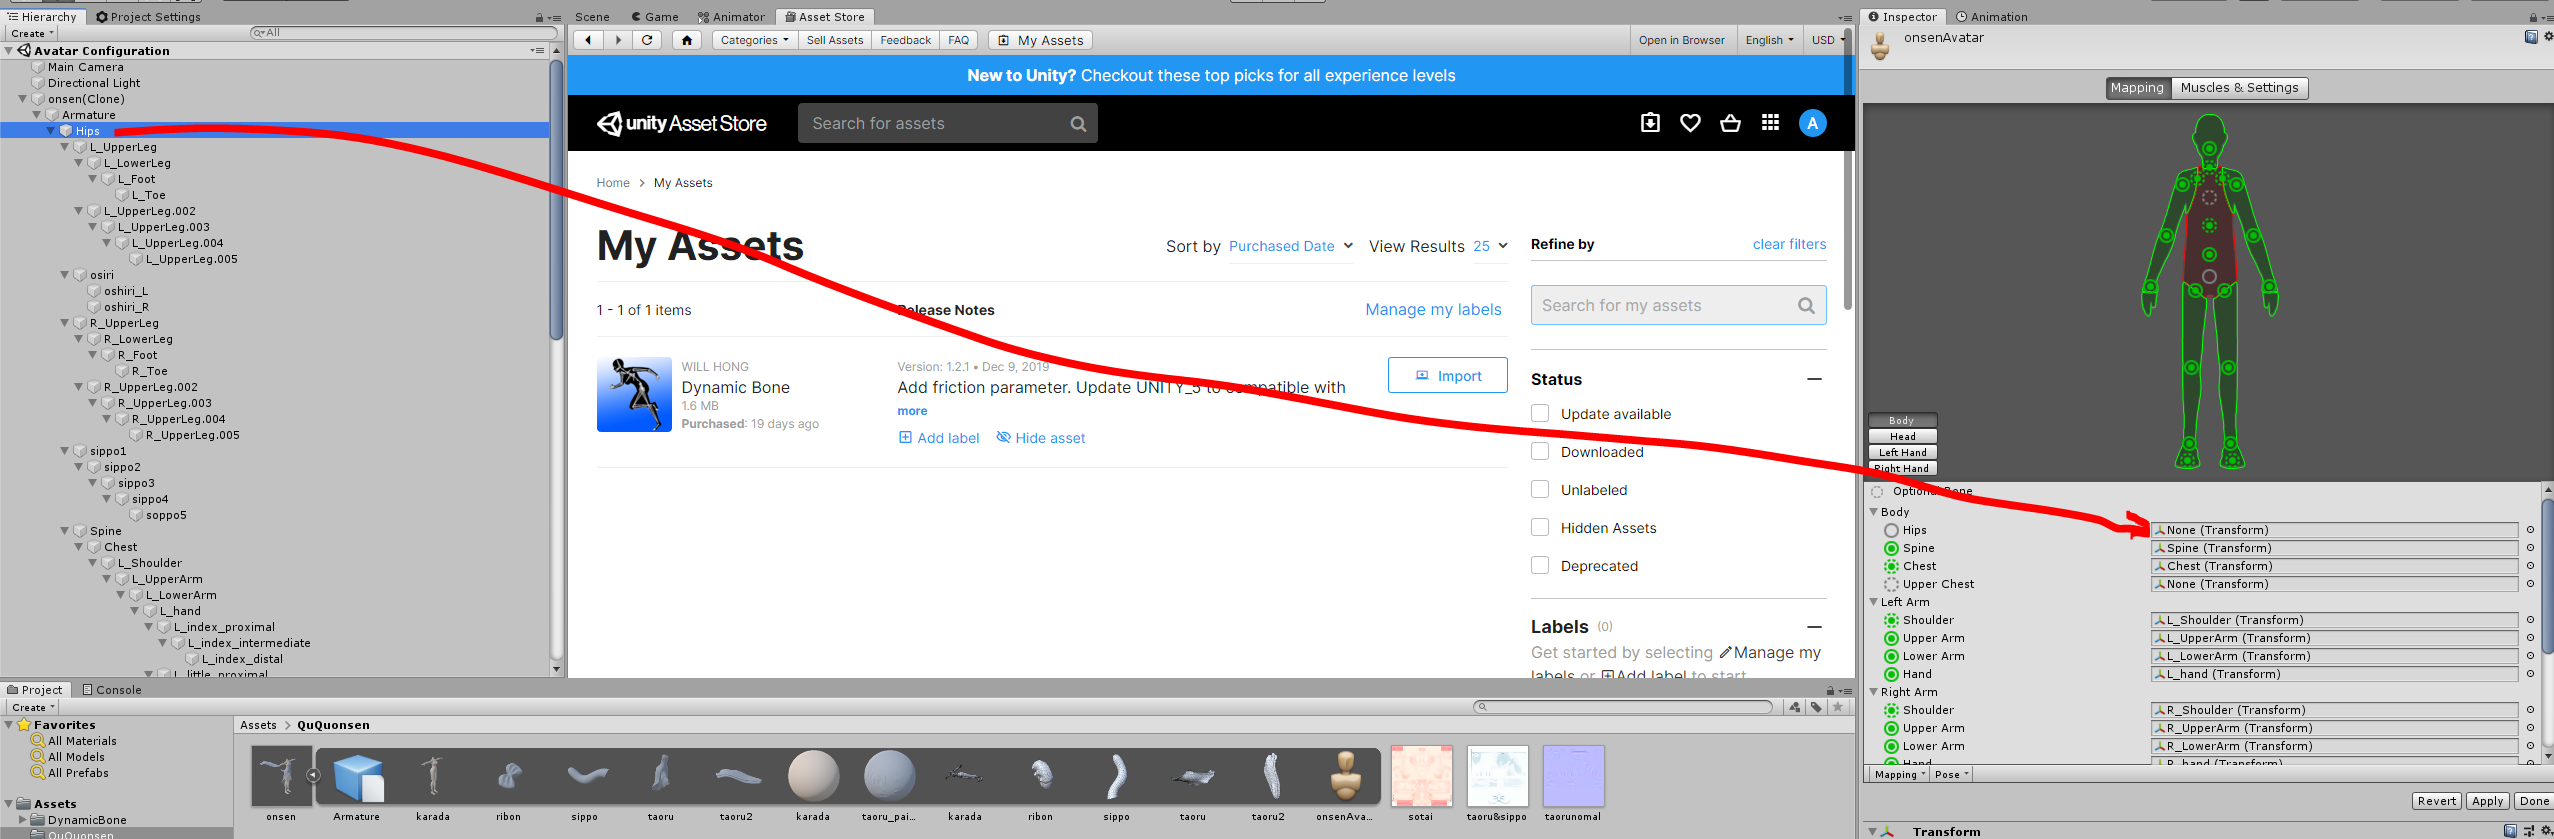 Hierarchy
Project Settings
Create
All
Avatar Configuration
Main Camera
Directional Light
onsen(Clone)
Armature
Hips
L_UpperLeg
L_LowerLeg
L_Foot
L_Toe
L_UpperLeg.002
L_UpperLeg.003
L_UpperLeg.004
L_UpperLeg.005
osiri
oshiri_L
oshiri_R
R_UpperLeg
R_LowerLeg
R_Foot
R_Toe
R_UpperLeg.002
R_UpperLeg.003
R_UpperLeg.004
R_UpperLeg.005
sippo1
sippo2
sippo3
sippo4
soppo5
Spine
Chest
L_Shoulder
L_UpperArm
L_LowerArm
L_hand
L_index_proximal
L_index_intermediate
L_index_distal
L_little_proximal
Scene
Game
Animator
Asset Store
Categories
Sell Assets
Feedback
FAQ
My Assets
Open in Browser
English
USD
New to Unity? Checkout these top picks for all experience levels
unity Asset Store
Search for assets
A
Home > My Assets
My Assets
Sort by Purchased Date
View Results 25
1 - 1 of 1 items
Release Notes
Manage my labels
WILL HONG
Dynamic Bone
1.6 MB
Purchased: 19 days ago
Version: 1.2.1 • Dec 9, 2019
Add friction parameter. Update UNITY_5 to compatible with
more
Add label
Hide asset
Import
Refine by
clear filters
Search for my assets
Status
Update available
Downloaded
Unlabeled
Hidden Assets
Deprecated
Labels (0)
Get started by selecting Manage my
labels or Add label to start
Inspector
Animation
onsenAvatar
Mapping
Muscles & Settings
Body
Head
Left Hand
Right Hand
Optional Bone
Body
Hips
None (Transform)
Spine
Spine (Transform)
Chest
Chest (Transform)
Upper Chest
None (Transform)
Left Arm
Shoulder
L_Shoulder (Transform)
Upper Arm
L_UpperArm (Transform)
Lower Arm
L_LowerArm (Transform)
Hand
L_hand (Transform)
Right Arm
Shoulder
R_Shoulder (Transform)
Upper Arm
R_UpperArm (Transform)
Lower Arm
R_LowerArm (Transform)
Hand
R_hand (Transform)
Mapping
Pose
Revert
Apply
Done
Transform
Project
Console
Create
Favorites
All Materials
All Models
All Prefabs
Assets
DynamicBone
QuQuonsen
Assets > QuQuonsen
onsen
Armature
karada
ribon
sippo
taoru
taoru2
karada
taoru_pai...
karada
ribon
sippo
taoru
taoru2
onsenAva...
sotai
taoru&sippo
taorunomal